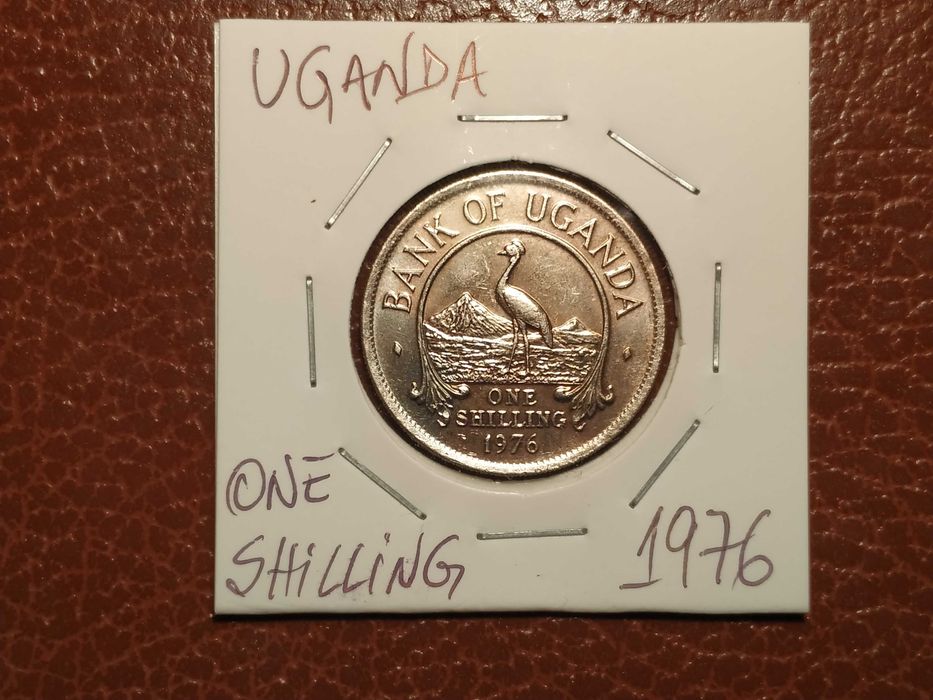 UGANDA
BANK OF UGANDA
ONE
SHILLING
1976
ONE
SHiLLiNG
1976